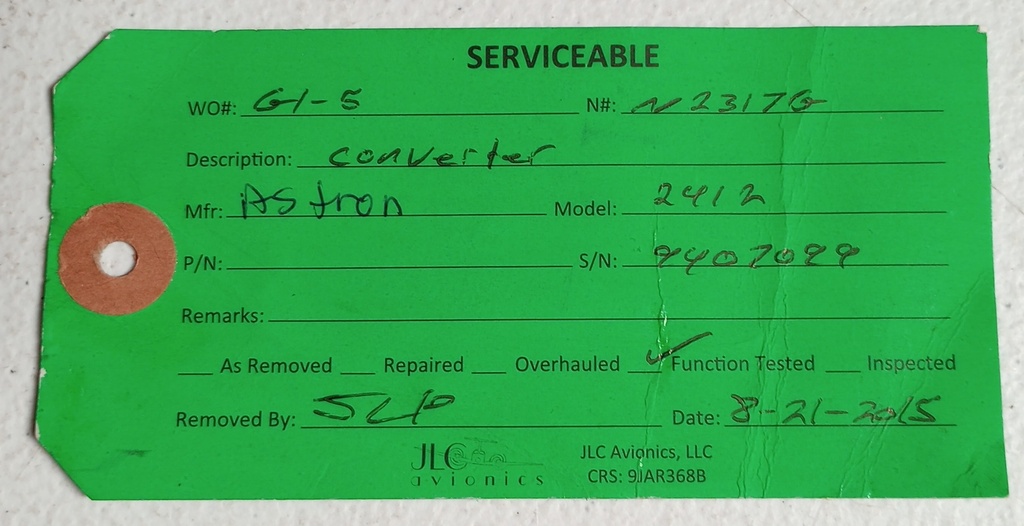 SERVICEABLE
WO#: G1-5 N#: N2317G
Description: converter
Mfr: AStron Model: 2412
P/N: S/N: 9407099
Remarks:
As Removed Repaired Overhauled ✓ Function Tested Inspected
Removed By: SLP Date: 8-21-2015
JLC avionics JLC Avionics, LLC
CRS: 9JAR368B